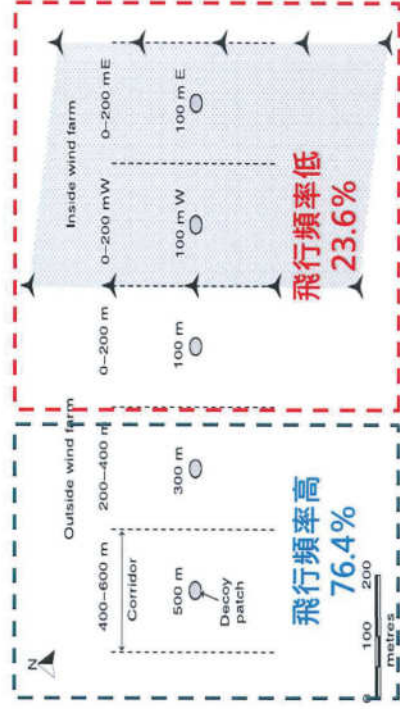 N
Outside wind farm
Inside wind farm
400–600 m
200–400 m
0–200 m
0–200 mW
0–200 mE
Corridor
500 m
300 m
100 m
100 m W
100 m E
Decoy
patch
飛行頻率高
76.4%
飛行頻率低
23.6%
0 100 200
metres